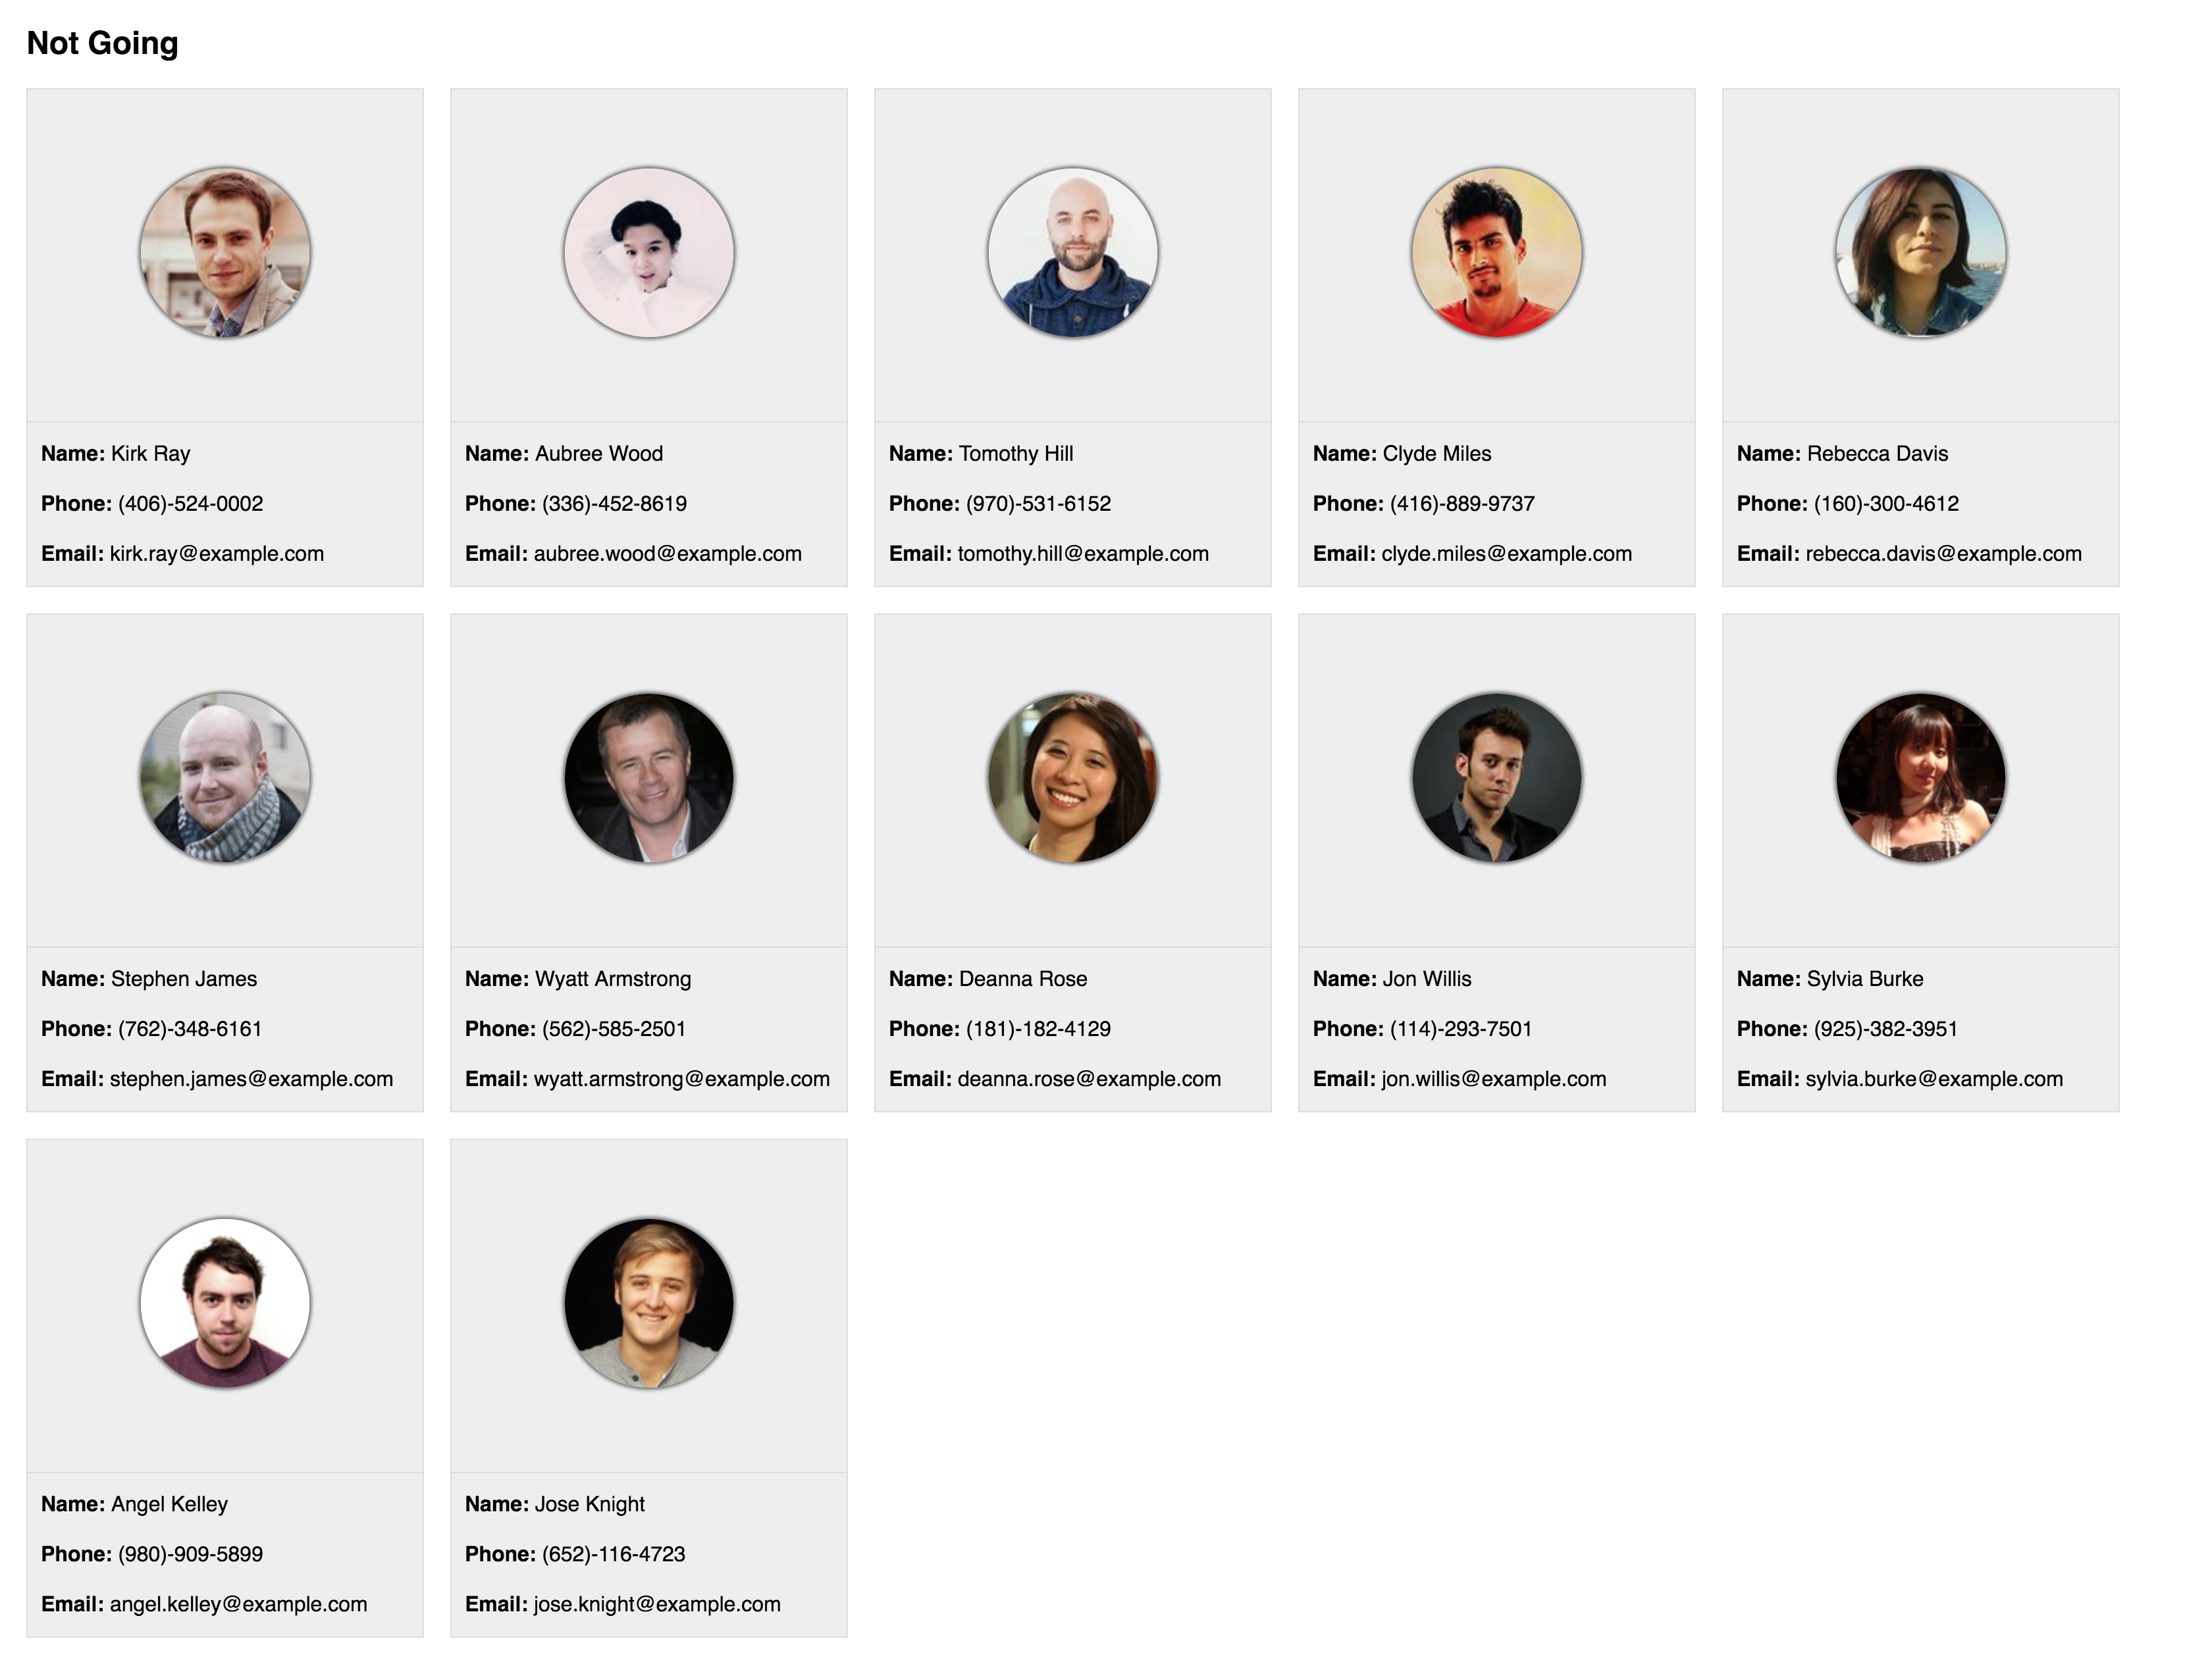 Not Going
Name: Kirk Ray
Phone: (406)-524-0002
Email: kirk.ray@example.com
Name: Aubree Wood
Phone: (336)-452-8619
Email: aubree.wood@example.com
Name: Tomothy Hill
Phone: (970)-531-6152
Email: tomothy.hill@example.com
Name: Clyde Miles
Phone: (416)-889-9737
Email: clyde.miles@example.com
Name: Rebecca Davis
Phone: (160)-300-4612
Email: rebecca.davis@example.com
Name: Stephen James
Phone: (762)-348-6161
Email: stephen.james@example.com
Name: Wyatt Armstrong
Phone: (562)-585-2501
Email: wyatt.armstrong@example.com
Name: Deanna Rose
Phone: (181)-182-4129
Email: deanna.rose@example.com
Name: Jon Willis
Phone: (114)-293-7501
Email: jon.willis@example.com
Name: Sylvia Burke
Phone: (925)-382-3951
Email: sylvia.burke@example.com
Name: Angel Kelley
Phone: (980)-909-5899
Email: angel.kelley@example.com
Name: Jose Knight
Phone: (652)-116-4723
Email: jose.knight@example.com